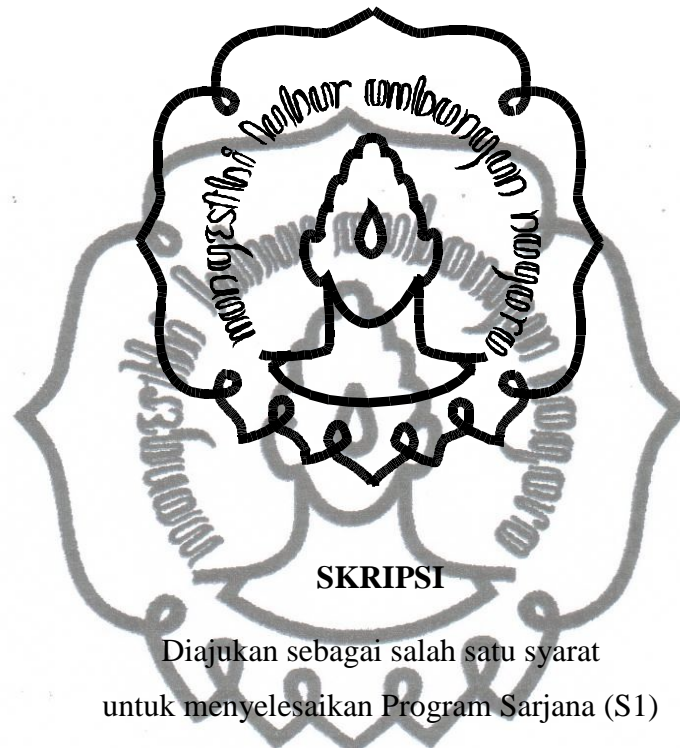 mangesthi luhur ambangun nagara
SKRIPSI
Diajukan sebagai salah satu syarat
untuk menyelesaikan Program Sarjana (S1)